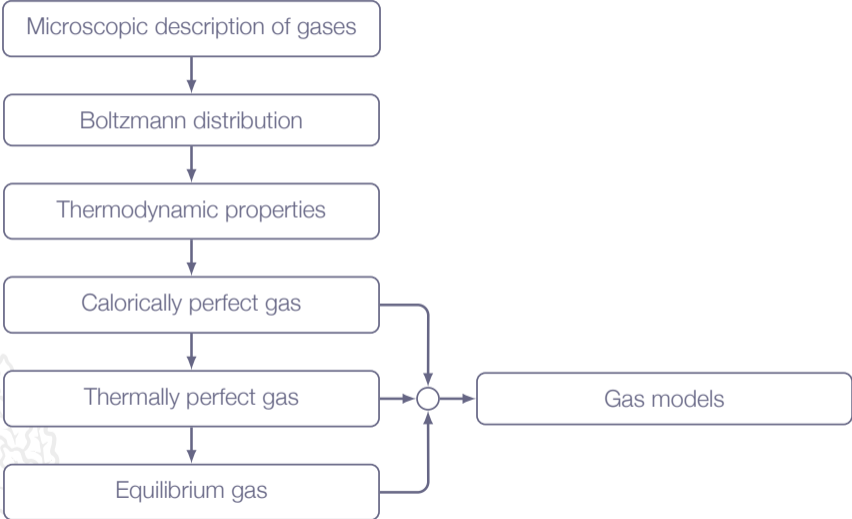 Microscopic description of gases
Boltzmann distribution
Thermodynamic properties
Calorically perfect gas
Thermally perfect gas
Gas models
Equilibrium gas